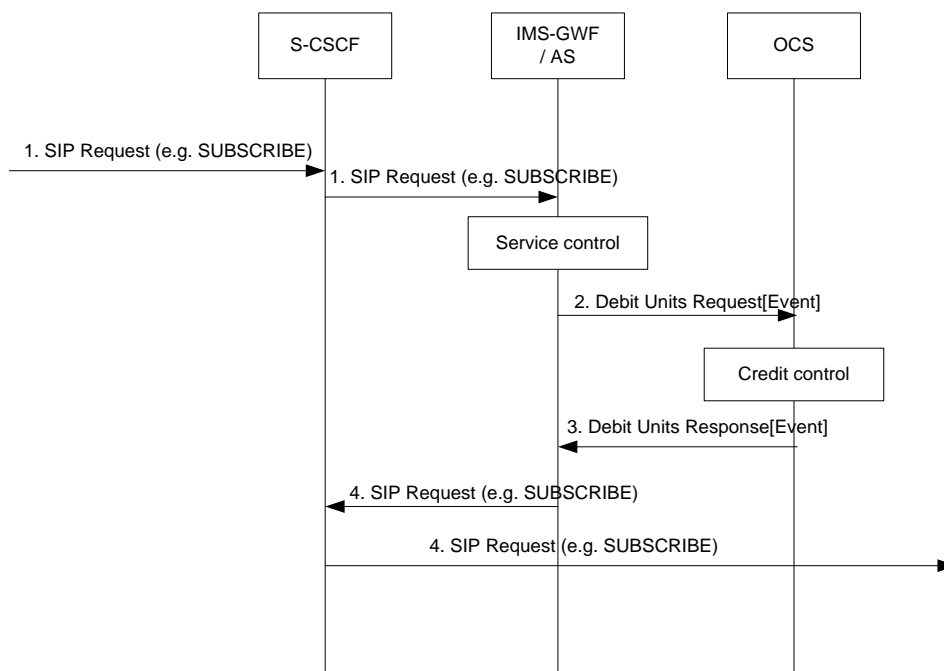 S-CSCF
IMS-GWF
/ AS
OCS
1. SIP Request (e.g. SUBSCRIBE)
1. SIP Request (e.g. SUBSCRIBE)
Service control
2. Debit Units Request[Event]
Credit control
3. Debit Units Response[Event]
4. SIP Request (e.g. SUBSCRIBE)
4. SIP Request (e.g. SUBSCRIBE)